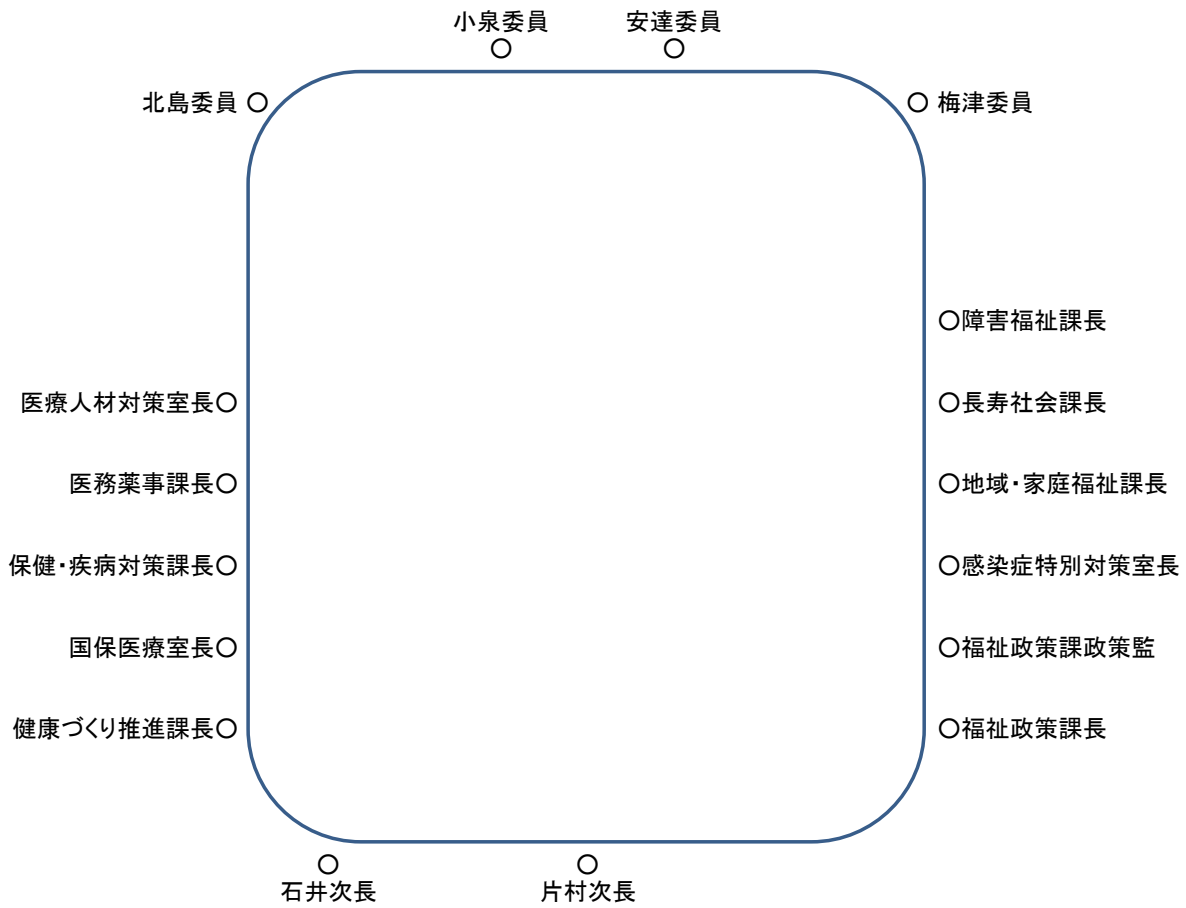 小泉委員 安達委員
○ ○
北島委員 ○ ○ 梅津委員
○障害福祉課長
医療人材対策室長○ ○長寿社会課長
医務薬事課長○ ○地域・家庭福祉課長
保健・疾病対策課長○ ○感染症特別対策室長
国保医療室長○ ○福祉政策課政策監
健康づくり推進課長○ ○福祉政策課長
○ ○
石井次長 片村次長